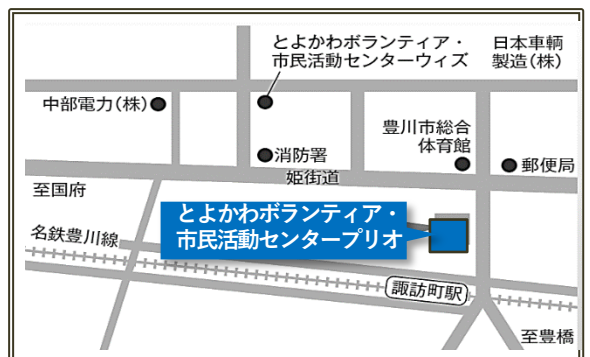 とよかわボランティア・
市民活動センターウィズ
日本車輌
製造(株)
中部電力(株)
豊川市総合
体育館
消防署
郵便局
姫街道
至国府
とよかわボランティア・
市民活動センタープリオ
名鉄豊川線
諏訪町駅
至豊橋